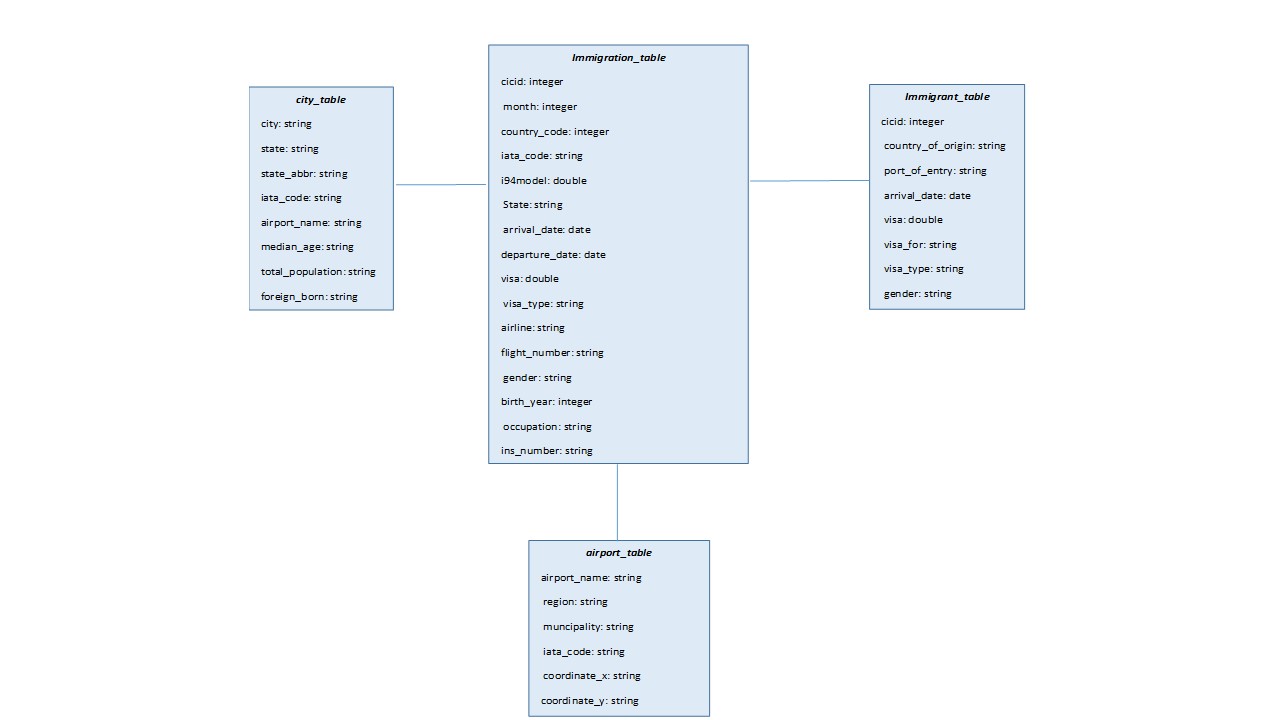 Immigration_table
cicid: integer
month: integer
country_code: integer
iata_code: string
i94model: double
State: string
arrival_date: date
departure_date: date
visa: double
visa_type: string
airline: string
flight_number: string
gender: string
birth_year: integer
occupation: string
ins_number: string
city_table
city: string
state: string
state_abbr: string
iata_code: string
airport_name: string
median_age: string
total_population: string
foreign_born: string
Immigrant_table
cicid: integer
country_of_origin: string
port_of_entry: string
arrival_date: date
visa: double
visa_for: string
visa_type: string
gender: string
airport_table
airport_name: string
region: string
muncipality: string
iata_code: string
coordinate_x: string
coordinate_y: string